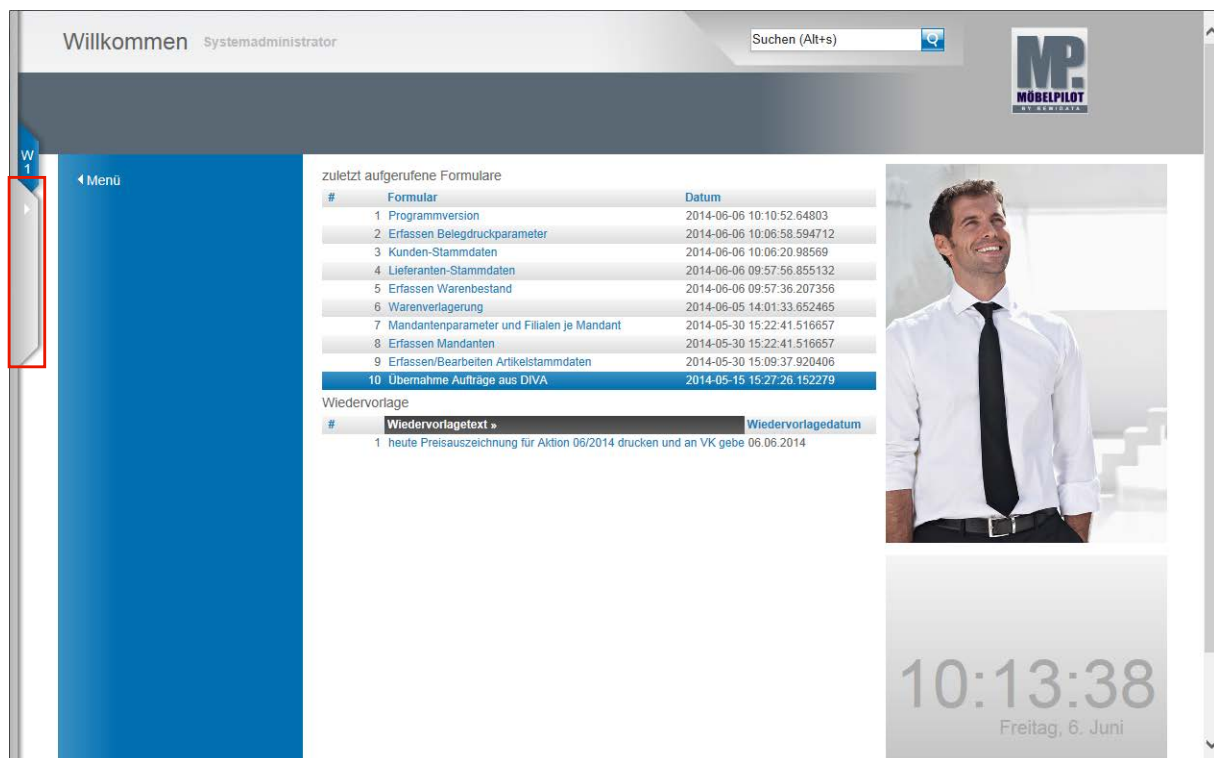 Willkommen Systemadministrator
Suchen (Alt+s)
MP.
MÖBELPILOT
BY BEWIDATA
W
1
Menü
zuletzt aufgerufene Formulare
# Formular Datum
1 Programmversion 2014-06-06 10:10:52.64803
2 Erfassen Belegdruckparameter 2014-06-06 10:06:58.594712
3 Kunden-Stammdaten 2014-06-06 10:06:20.98569
4 Lieferanten-Stammdaten 2014-06-06 09:57:56.855132
5 Erfassen Warenbestand 2014-06-06 09:57:36.207356
6 Warenverlagerung 2014-06-05 14:01:33.652465
7 Mandantenparameter und Filialen je Mandant 2014-05-30 15:22:41.516657
8 Erfassen Mandanten 2014-05-30 15:22:41.516657
9 Erfassen/Bearbeiten Artikelstammdaten 2014-05-30 15:09:37.920406
10 Übernahme Aufträge aus DIVA 2014-05-15 15:27:26.152279
Wiedervorlage
# Wiedervorlagetext » Wiedervorlagedatum
1 heute Preisauszeichnung für Aktion 06/2014 drucken und an VK gebe 06.06.2014
10:13:38
Freitag, 6. Juni